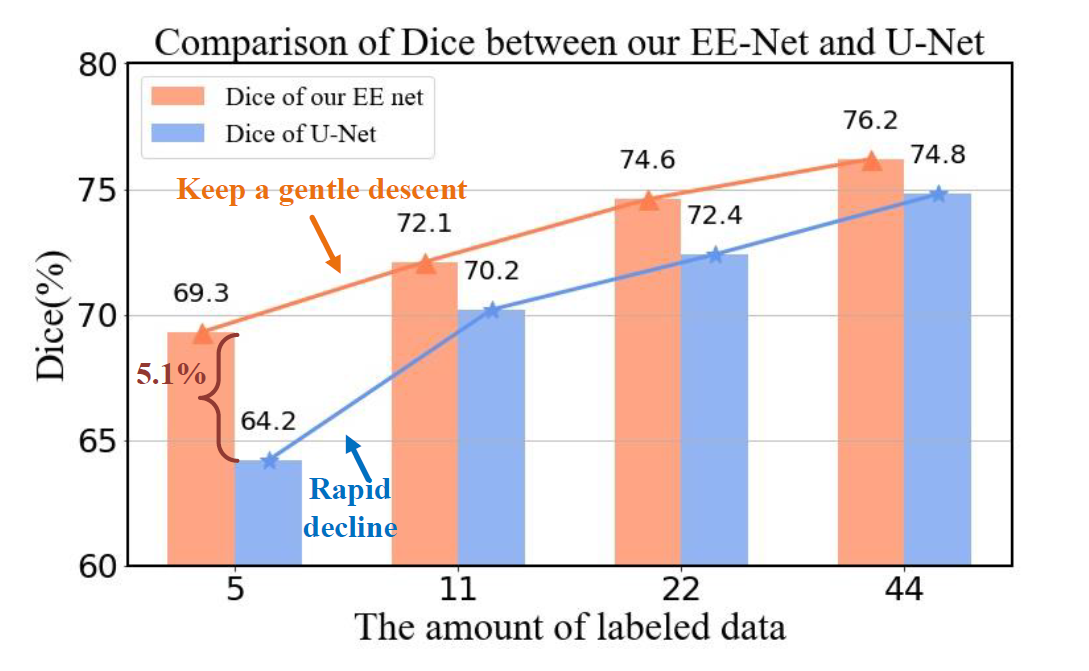 Comparison of Dice between our EE-Net and U-Net
Dice of our EE net
Dice of U-Net
Keep a gentle descent
Rapid
decline
5.1%
69.3
64.2
72.1
70.2
74.6
72.4
76.2
74.8
Dice(%)
80
75
70
65
60
5
11
22
44
The amount of labeled data